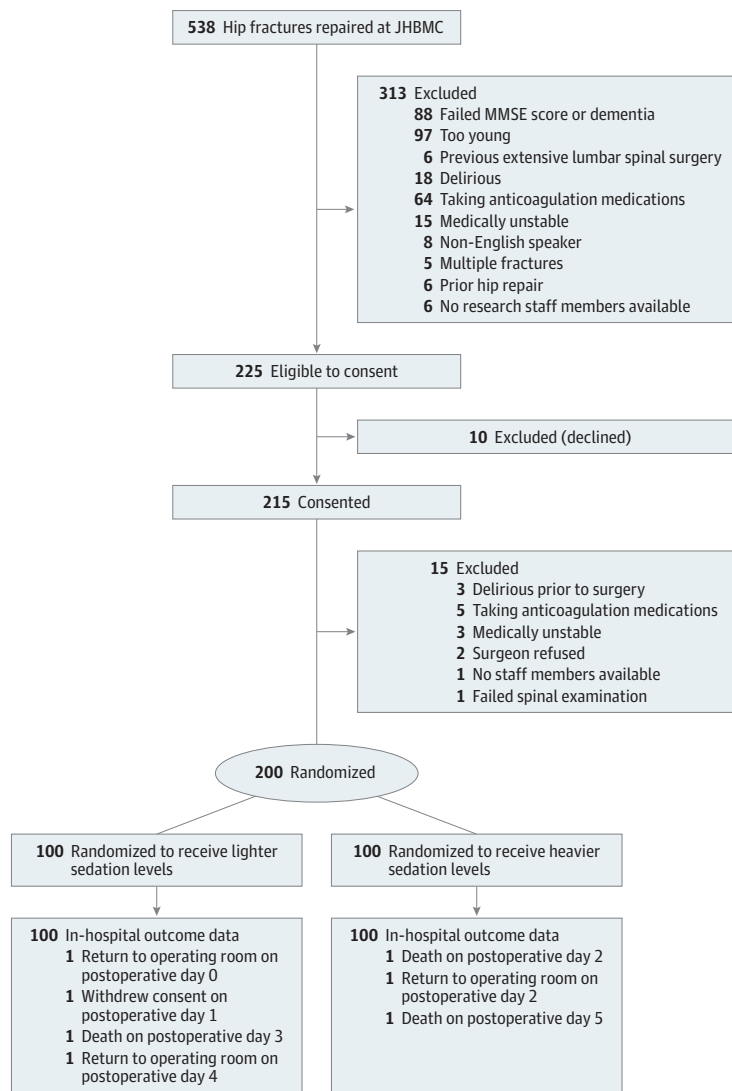 538 Hip fractures repaired at JHBMC
313 Excluded
88 Failed MMSE score or dementia
97 Too young
6 Previous extensive lumbar spinal surgery
18 Delirious
64 Taking anticoagulation medications
15 Medically unstable
8 Non-English speaker
5 Multiple fractures
6 Prior hip repair
6 No research staff members available
225 Eligible to consent
10 Excluded (declined)
215 Consented
15 Excluded
3 Delirious prior to surgery
5 Taking anticoagulation medications
3 Medically unstable
2 Surgeon refused
1 No staff members available
1 Failed spinal examination
200 Randomized
100 Randomized to receive lighter
sedation levels
100 Randomized to receive heavier
sedation levels
100 In-hospital outcome data
1 Return to operating room on
postoperative day 0
1 Withdrew consent on
postoperative day 1
1 Death on postoperative day 3
1 Return to operating room on
postoperative day 4
100 In-hospital outcome data
1 Death on postoperative day 2
1 Return to operating room on
postoperative day 2
1 Death on postoperative day 5